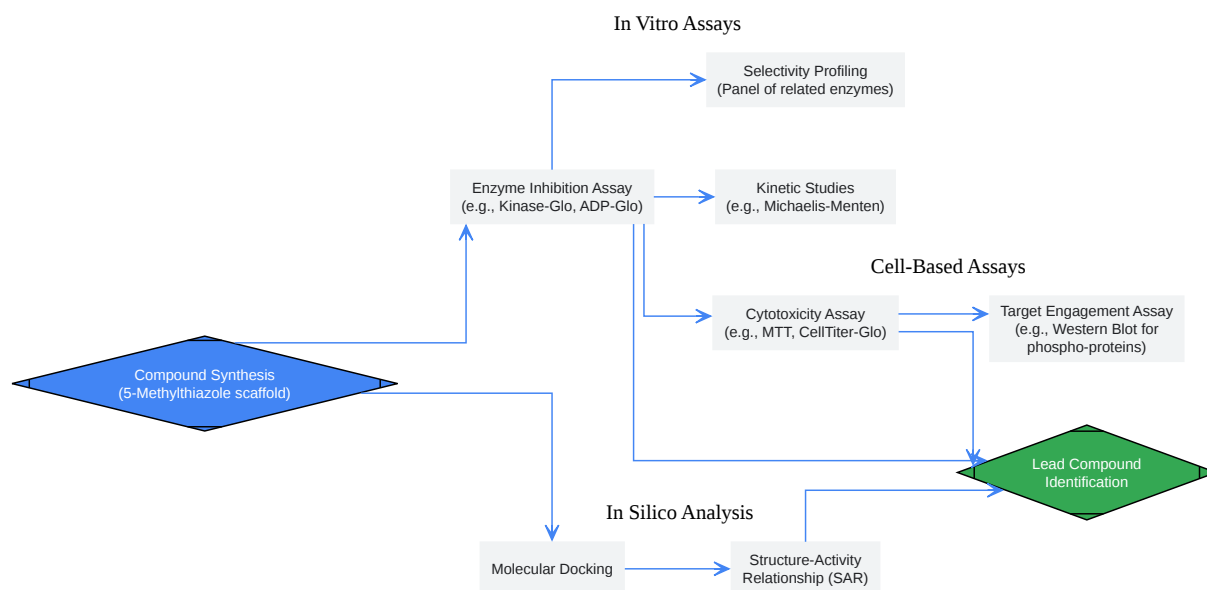 In Vitro Assays
Selectivity Profiling
(Panel of related enzymes)
Enzyme Inhibition Assay
(e.g., Kinase-Glo, ADP-Glo)
Kinetic Studies
(e.g., Michaelis-Menten)
Cell-Based Assays
Cytotoxicity Assay
(e.g., MTT, CellTiter-Glo)
Target Engagement Assay
(e.g., Western Blot for
phospho-proteins)
Compound Synthesis
(5-Methylthiazole scaffold)
Lead Compound
Identification
In Silico Analysis
Molecular Docking
Structure-Activity
Relationship (SAR)